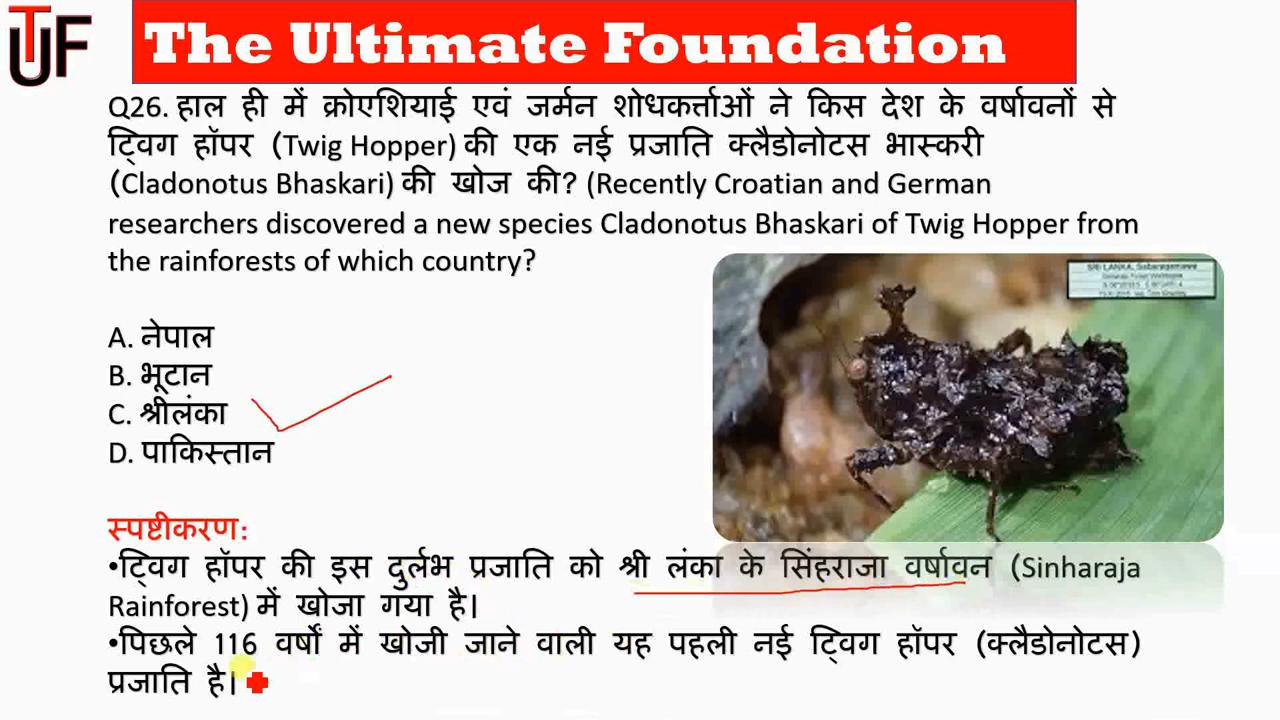 TUF
The Ultimate Foundation
Q26. हाल ही में क्रोएशियाई एवं जर्मन शोधकर्त्ताओं ने किस देश के वर्षावनों से
ट्विग हॉपर (Twig Hopper) की एक नई प्रजाति क्लैडोनोटस भास्करी
(Cladonotus Bhaskari) की खोज की? (Recently Croatian and German
researchers discovered a new species Cladonotus Bhaskari of Twig Hopper from
the rainforests of which country?
SRI LANKA, Sabaragamuwa
A. नेपाल
B. भूटान
C. श्रीलंका
D. पाकिस्तान
स्पष्टीकरण:
•ट्विग हॉपर की इस दुर्लभ प्रजाति को श्री लंका के सिंहराजा वर्षावन (Sinharaja
Rainforest) में खोजा गया है।
•पिछले 116 वर्षों में खोजी जाने वाली यह पहली नई ट्विग हॉपर (क्लैडोनोटस)
प्रजाति है।